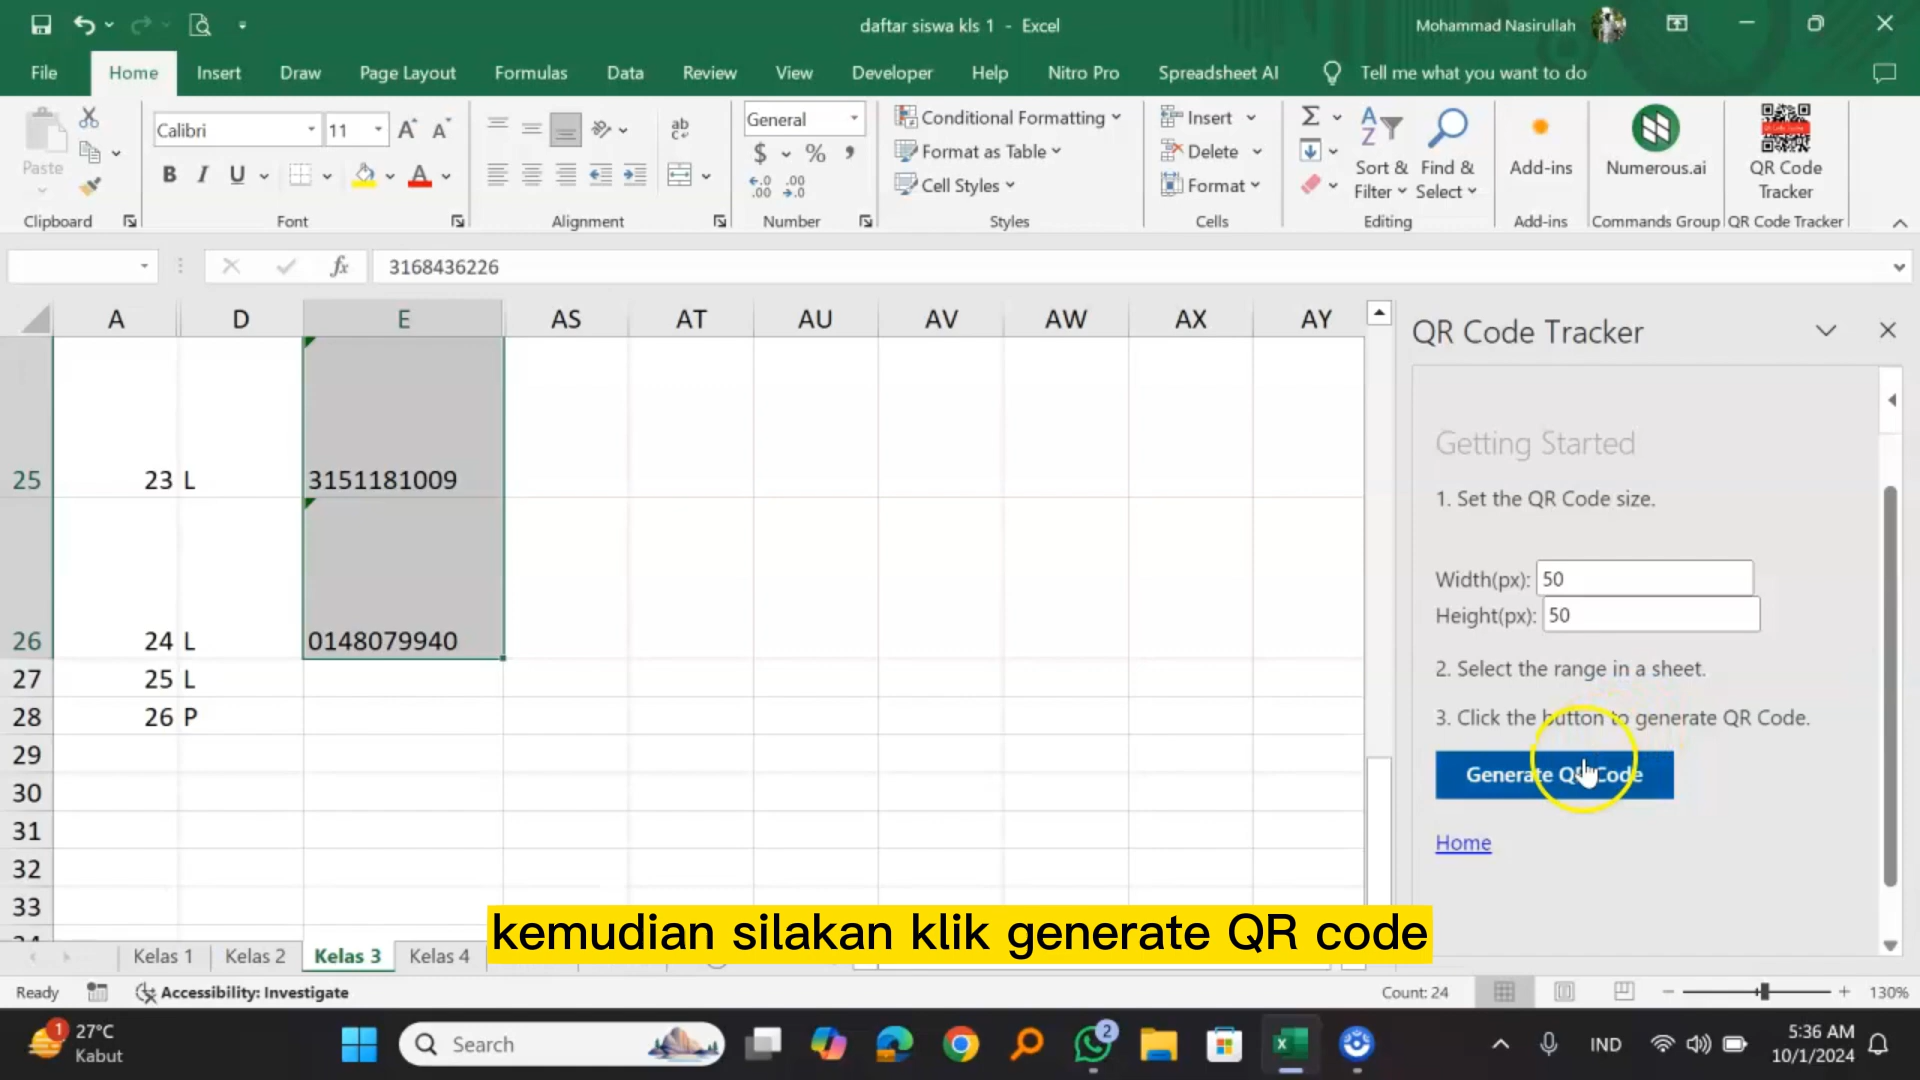 daftar siswa kls 1 - Excel
Mohammad Nasirullah
File Home Insert Draw Page Layout Formulas Data Review View Developer Help Nitro Pro Spreadsheet AI Tell me what you want to do
Paste
Clipboard
Calibri 11
B I U
Font
ab
Alignment
General
$ % ,
Number
Conditional Formatting
Format as Table
Cell Styles
Styles
Insert
Delete
Format
Cells
Sort & Filter
Find & Select
Editing
Add-ins
Add-ins
Numerous.ai
Commands Group
QR Code Tracker
QR Code Tracker
fx 3168436226
A D E AS AT AU AV AW AX AY
25 23 L 3151181009
26 24 L 0148079940
27 25 L
28 26 P
29
30
31
32
33
QR Code Tracker
Getting Started
1. Set the QR Code size.
Width(px): 50
Height(px): 50
2. Select the range in a sheet.
3. Click the button to generate QR Code.
Generate QR Code
Home
kemudian silakan klik generate QR code
Kelas 1 Kelas 2 Kelas 3 Kelas 4
Ready Accessibility: Investigate Count: 24 130%
1 27°C
Kabut
Search
2
IND
5:36 AM
10/1/2024